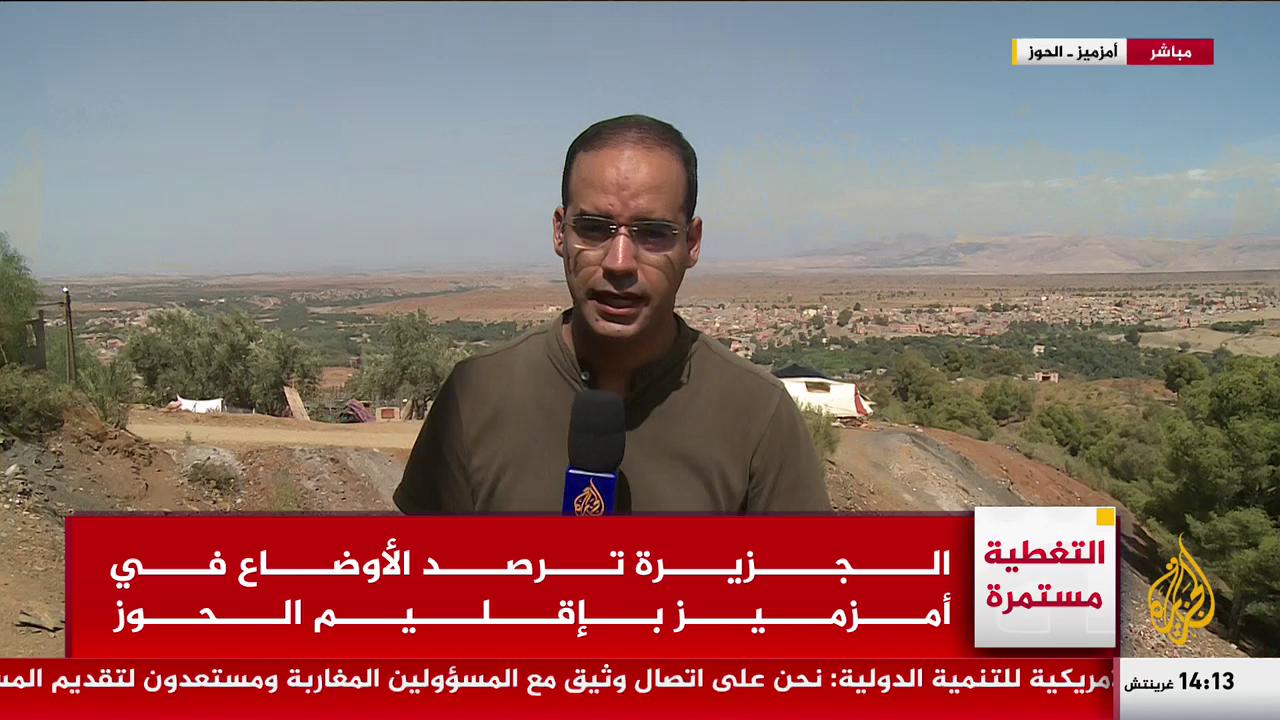 مباشر
أمزميز - الحوز
التغطية
مستمرة
الجزيرة ترصد الأوضاع في
أمزميز بإقليم الحوز
الجزيرة
14:13 غرينتش
مريكية للتنمية الدولية: نحن على اتصال وثيق مع المسؤولين المغاربة ومستعدون لتقديم المس